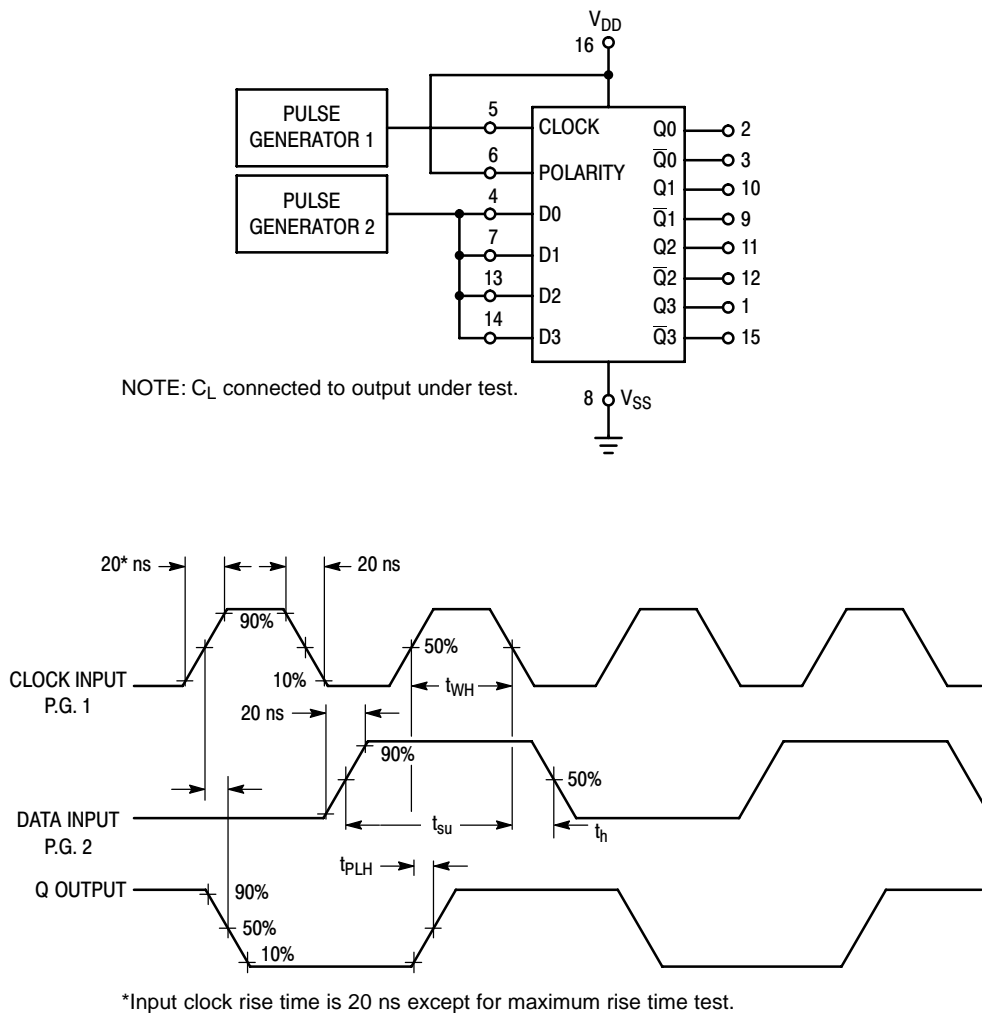 V_DD
16
PULSE
GENERATOR 1
PULSE
GENERATOR 2
5
6
4
7
13
14
CLOCK
POLARITY
D0
D1
D2
D3
Q0 2
Q̅0 3
Q1 10
Q̅1 9
Q2 11
Q̅2 12
Q3 1
Q̅3 15
8 V_SS
NOTE: C_L connected to output under test.
20* ns
20 ns
90%
50%
10%
t_WH
CLOCK INPUT
P.G. 1
20 ns
90%
50%
t_su
t_h
DATA INPUT
P.G. 2
t_PLH
Q OUTPUT
90%
50%
10%
*Input clock rise time is 20 ns except for maximum rise time test.